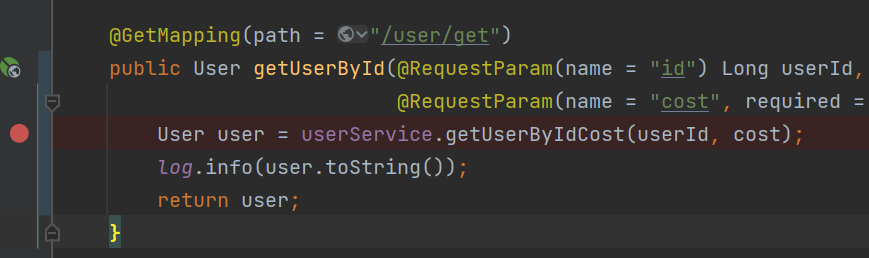 @GetMapping(path = "/user/get")
public User getUserById(@RequestParam(name = "id") Long userId,
@RequestParam(name = "cost", required =
User user = userService.getUserByIdCost(userId, cost);
log.info(user.toString());
return user;
}